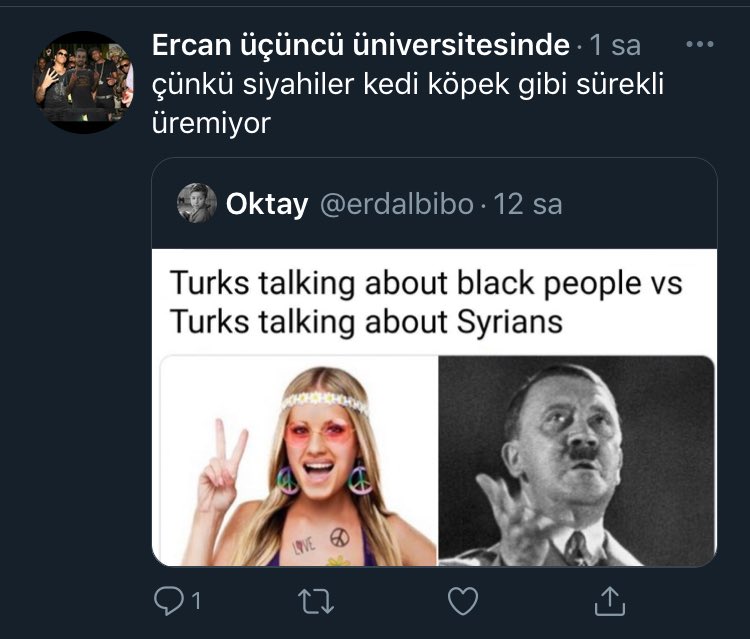 Ercan üçüncü üniversitesinde · 1 sa
çünkü siyahiler kedi köpek gibi sürekli
üremiyor
Oktay @erdalbibo · 12 sa
Turks talking about black people vs
Turks talking about Syrians
LOVE
1